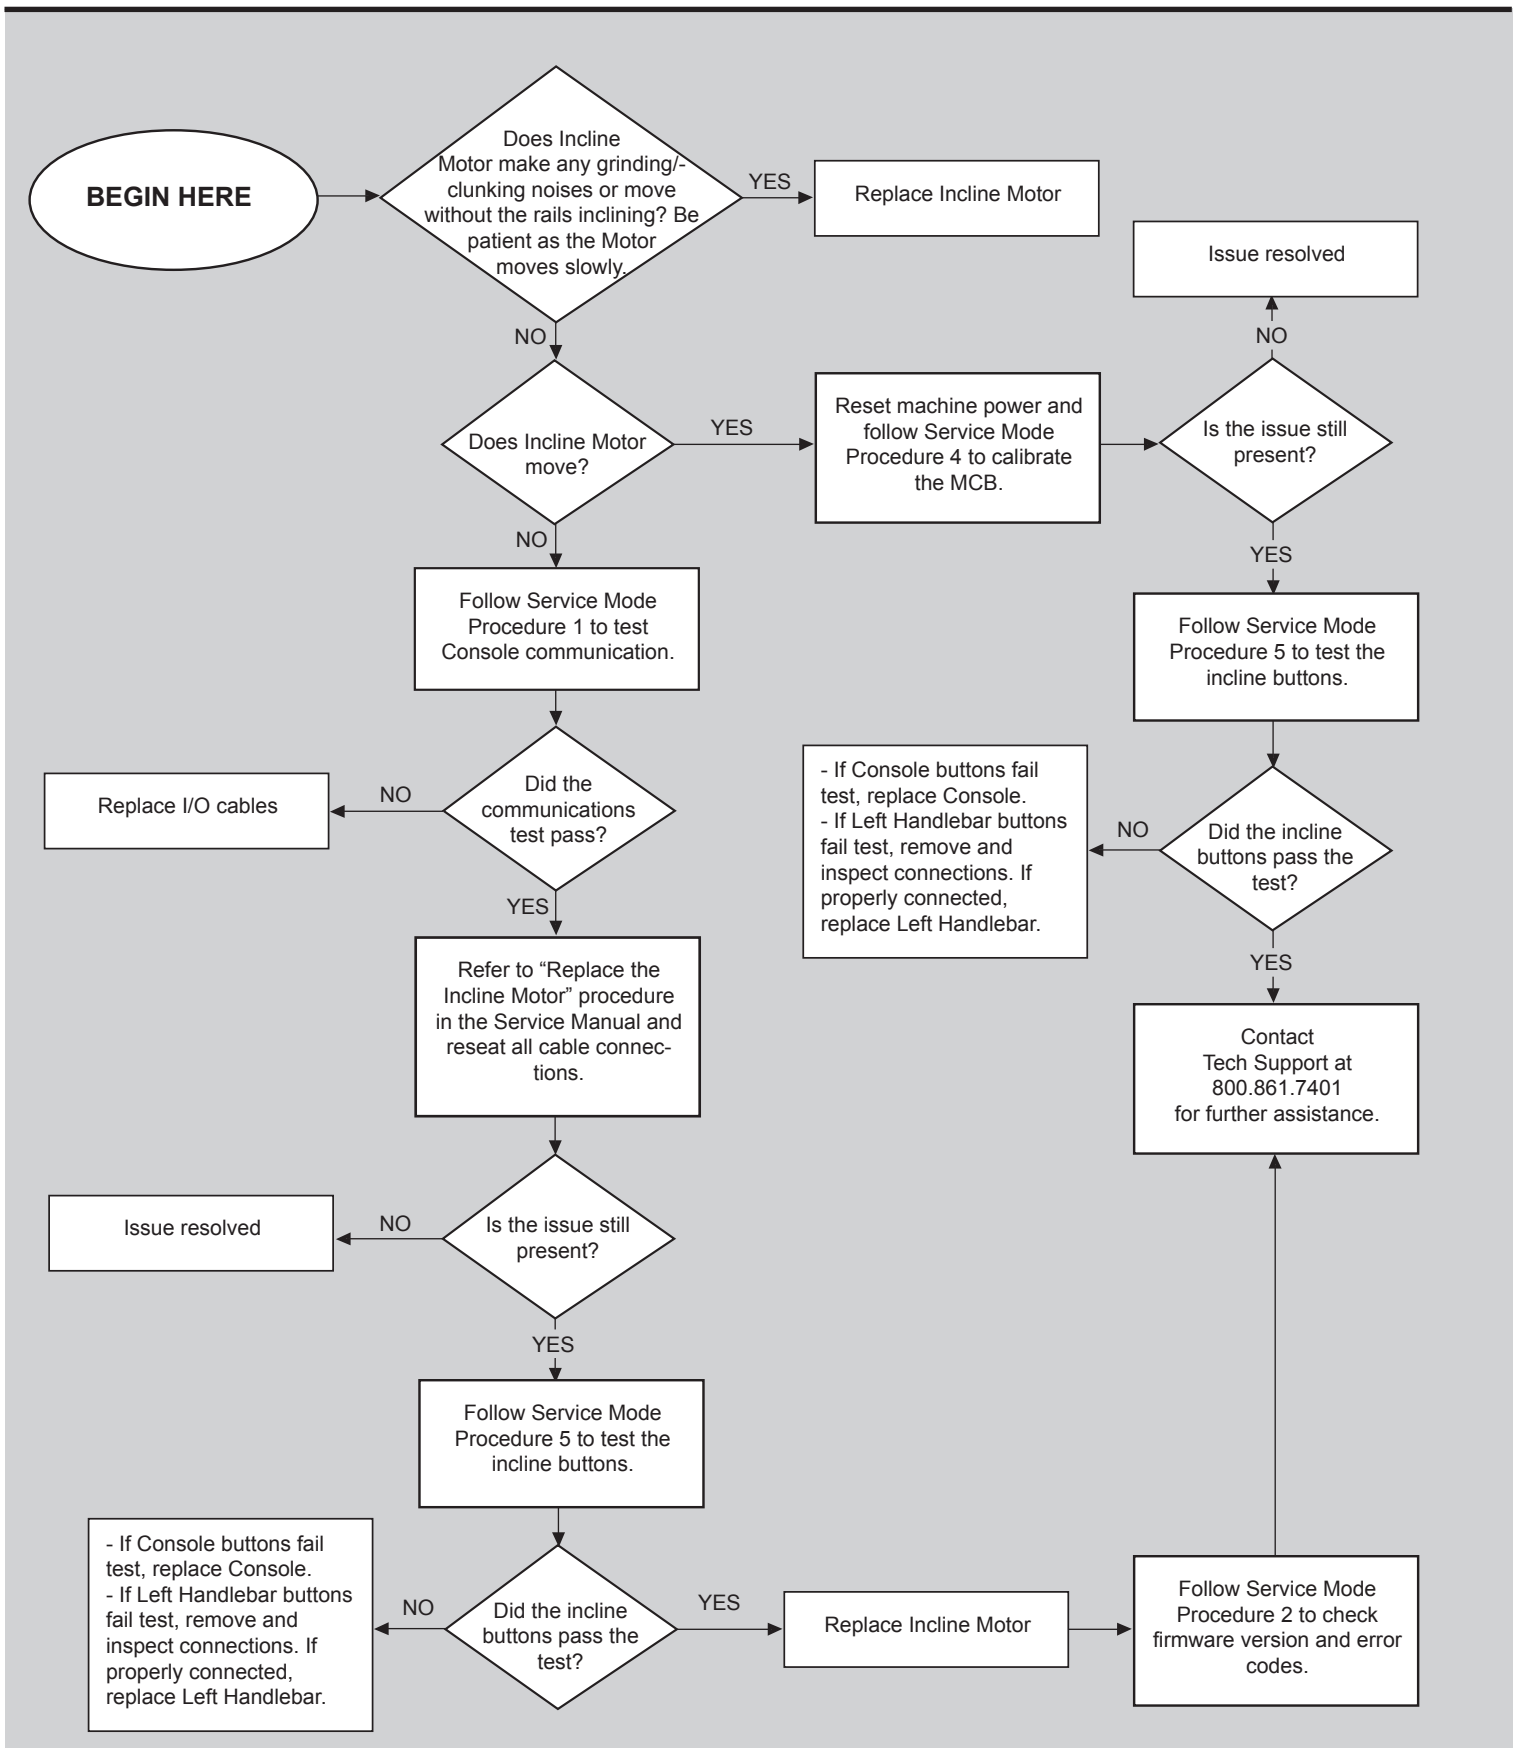 BEGIN HERE
Does Incline
Motor make any grinding/-
clunking noises or move
without the rails inclining? Be
patient as the Motor
moves slowly.
YES
Replace Incline Motor
NO
Does Incline Motor
move?
YES
Reset machine power and
follow Service Mode
Procedure 4 to calibrate
the MCB.
Is the issue still
present?
NO
Issue resolved
YES
Follow Service Mode
Procedure 5 to test the
incline buttons.
Did the incline
buttons pass the
test?
NO
- If Console buttons fail
test, replace Console.
- If Left Handlebar buttons
fail test, remove and
inspect connections. If
properly connected,
replace Left Handlebar.
YES
Contact
Tech Support at
800.861.7401
for further assistance.
NO
Follow Service Mode
Procedure 1 to test
Console communication.
Did the
communications
test pass?
NO
Replace I/O cables
YES
Refer to “Replace the
Incline Motor” procedure
in the Service Manual and
reseat all cable connec-
tions.
Is the issue still
present?
NO
Issue resolved
YES
Follow Service Mode
Procedure 5 to test the
incline buttons.
Did the incline
buttons pass the
test?
NO
- If Console buttons fail
test, replace Console.
- If Left Handlebar buttons
fail test, remove and
inspect connections. If
properly connected,
replace Left Handlebar.
YES
Replace Incline Motor
Follow Service Mode
Procedure 2 to check
firmware version and error
codes.